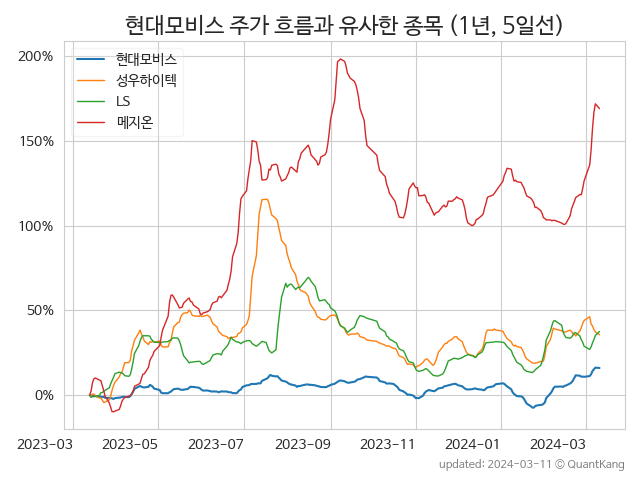 현대모비스 주가 흐름과 유사한 종목 (1년, 5일선)
200%
150%
100%
50%
0%
현대모비스
성우하이텍
LS
메지온
2023-03 2023-05 2023-07 2023-09 2023-11 2024-01 2024-03
updated: 2024-03-11 © QuantKang